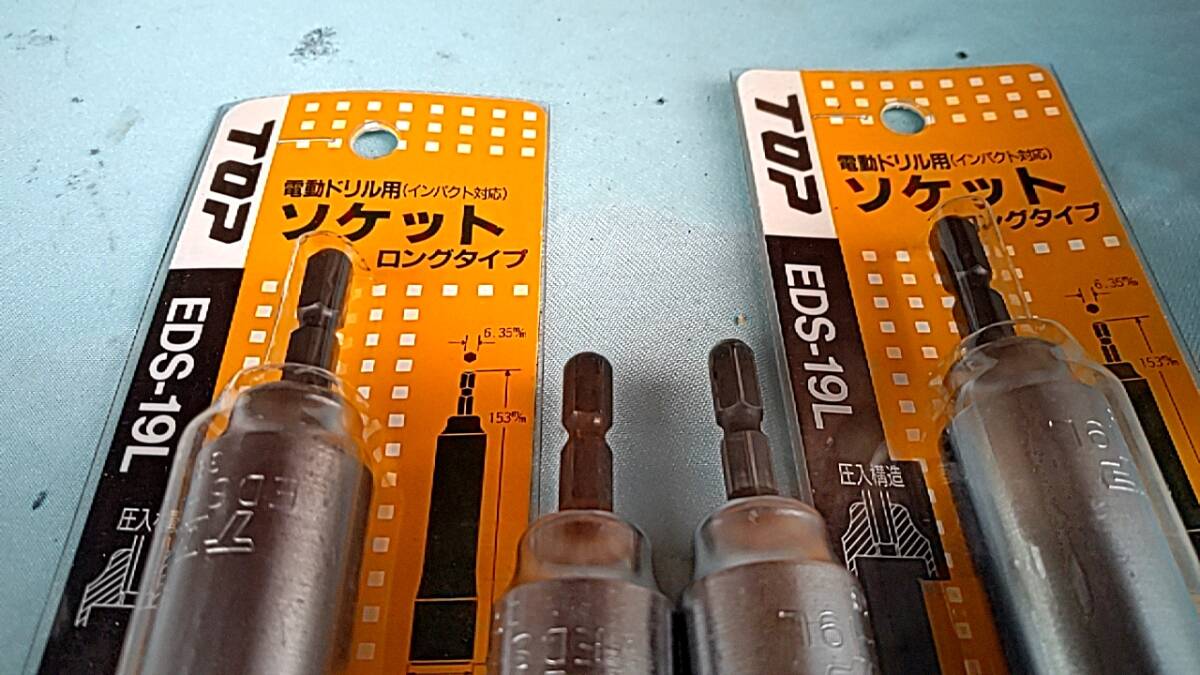 TOP
電動ドリル用(インパクト対応)
ソケット
ロングタイプ
EDS-19L
6.35㎜
153㎜
圧入
TOP
電動ドリル用(インパクト対応)
ソケット
ングタイプ
EDS-19L
6.35㎜
153㎜
圧入構造